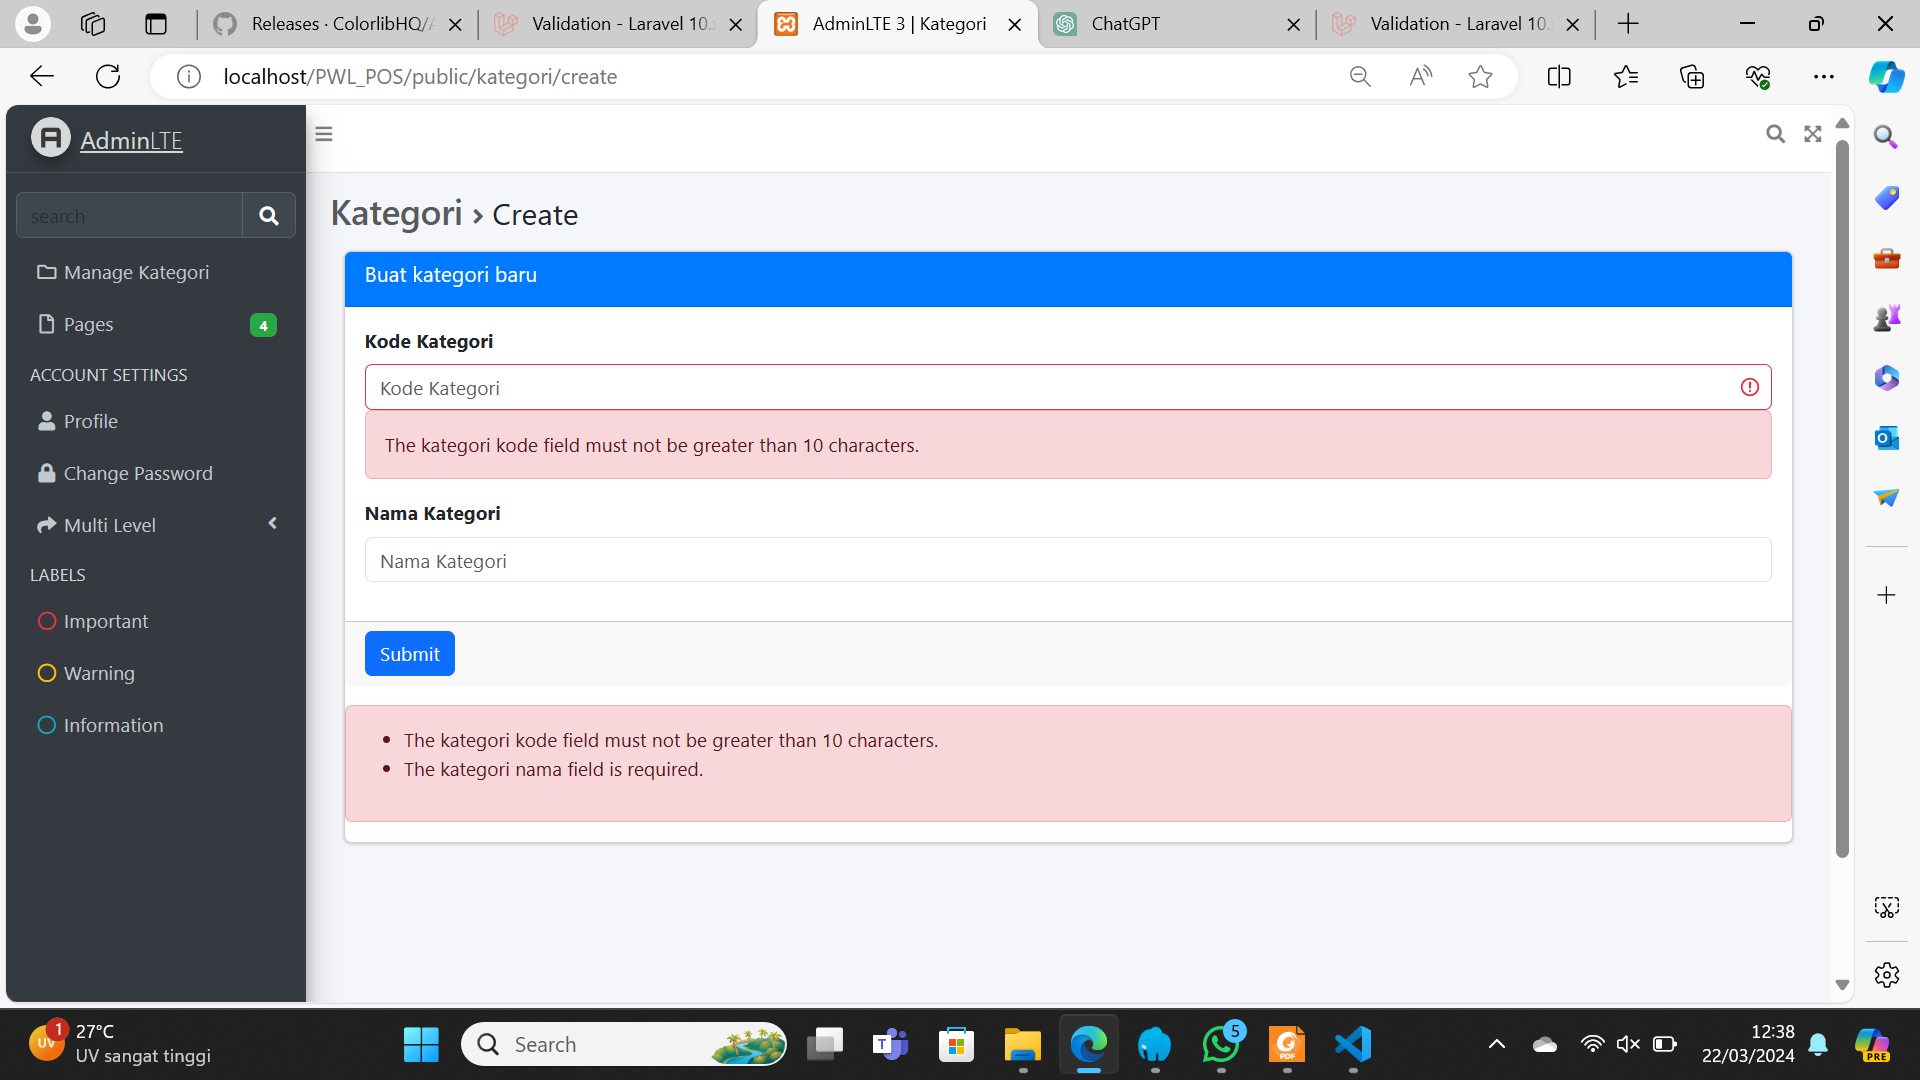 Releases · ColorlibHQ/A
Validation - Laravel 10.x
AdminLTE 3 | Kategori
ChatGPT
Validation - Laravel 10.x
localhost/PWL_POS/public/kategori/create
AdminLTE
search
Manage Kategori
Pages
4
ACCOUNT SETTINGS
Profile
Change Password
Multi Level
LABELS
Important
Warning
Information
Kategori › Create
Buat kategori baru
Kode Kategori
Kode Kategori
The kategori kode field must not be greater than 10 characters.
Nama Kategori
Nama Kategori
Submit
• The kategori kode field must not be greater than 10 characters.
• The kategori nama field is required.
UV
1
27°C
UV sangat tinggi
Search
5
PDF
12:38
22/03/2024
PRE